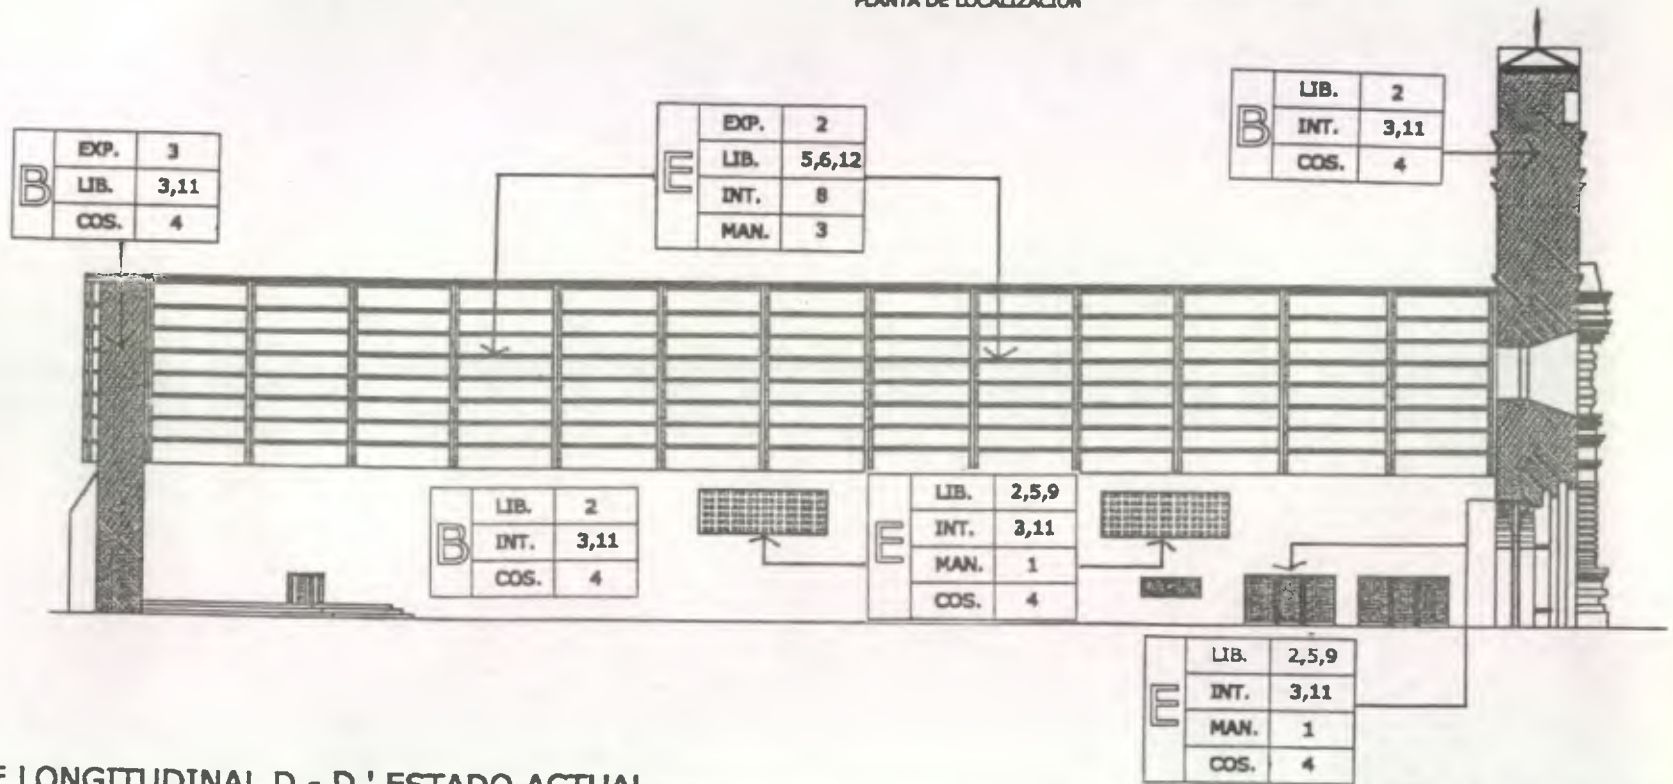 PLANTA DE LOCALIZACIÓN
B
EXP. 3
LIB. 3,11
COS. 4
E
EXP. 2
LIB. 5,6,12
INT. 8
MAN. 3
B
LIB. 2
INT. 3,11
COS. 4
B
LIB. 2
INT. 3,11
COS. 4
E
LIB. 2,5,9
INT. 3,11
MAN. 1
COS. 4
E
LIB. 2,5,9
INT. 3,11
MAN. 1
COS. 4
LONGITUDINAL D - D ' ESTADO ACTUAL